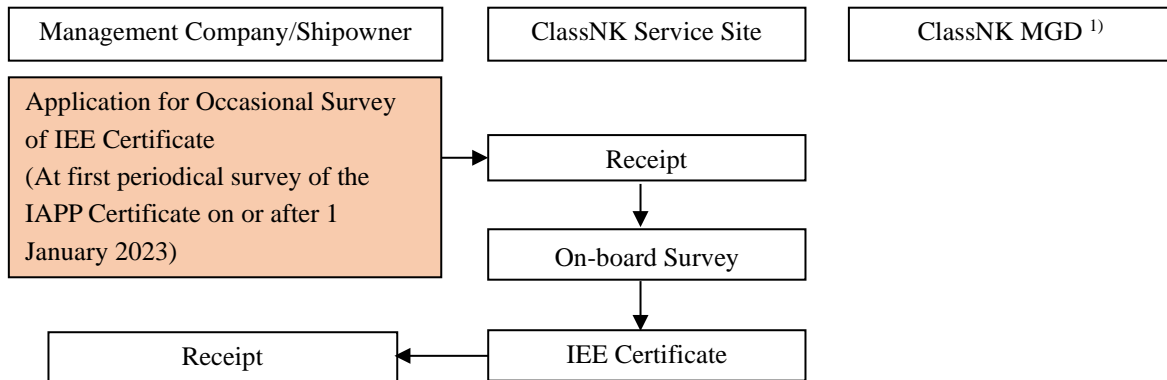 Management Company/Shipowner
ClassNK Service Site
ClassNK MGD 1)
Application for Occasional Survey
of IEE Certificate
(At first periodical survey of the
IAPP Certificate on or after 1
January 2023)
Receipt
On-board Survey
IEE Certificate
Receipt